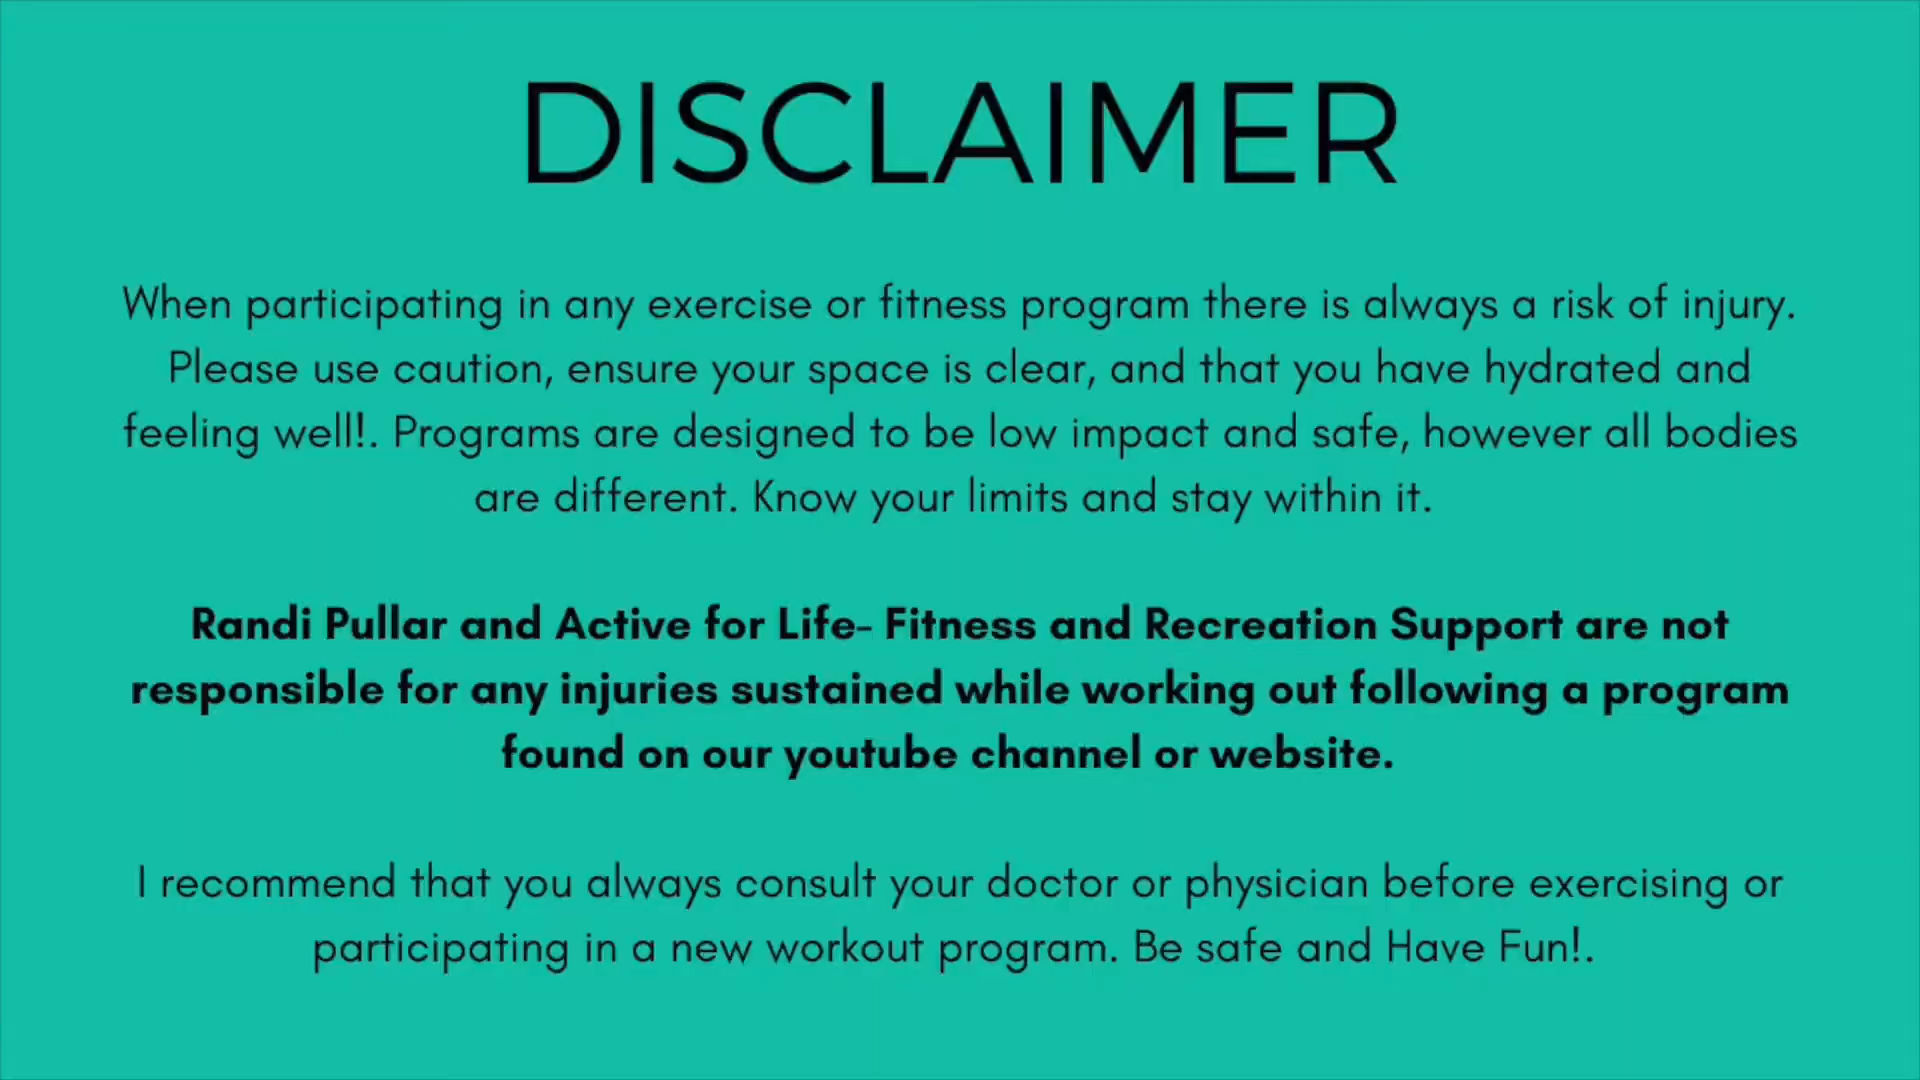 DISCLAIMER
When participating in any exercise or fitness program there is always a risk of injury.
Please use caution, ensure your space is clear, and that you have hydrated and
feeling well!. Programs are designed to be low impact and safe, however all bodies
are different. Know your limits and stay within it.
Randi Pullar and Active for Life- Fitness and Recreation Support are not
responsible for any injuries sustained while working out following a program
found on our youtube channel or website.
I recommend that you always consult your doctor or physician before exercising or
participating in a new workout program. Be safe and Have Fun!.